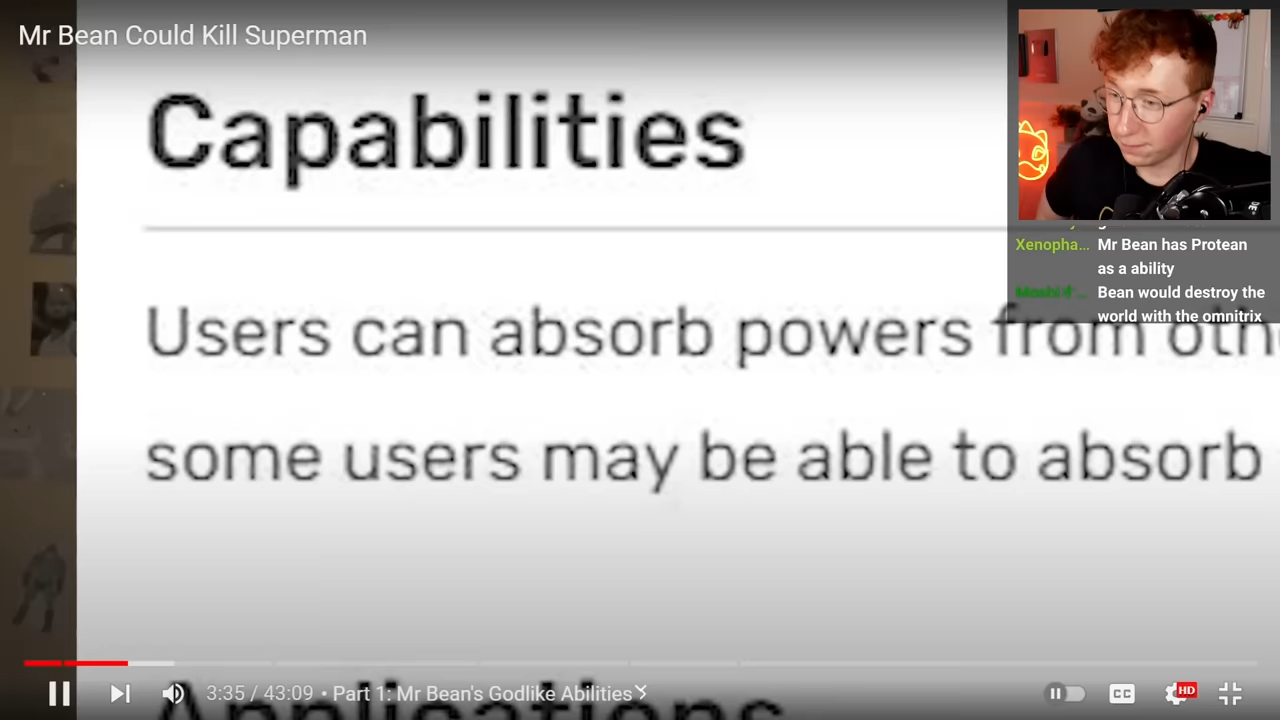 Mr Bean Could Kill Superman
Capabilities
Xenopha... Mr Bean has Protean
as a ability
Bean would destroy the
world with the omnitrix
Users can absorb powers from oth
some users may be able to absorb
3:35 / 43:09 • Part 1: Mr Bean's Godlike Abilities
CC
HD
Applications